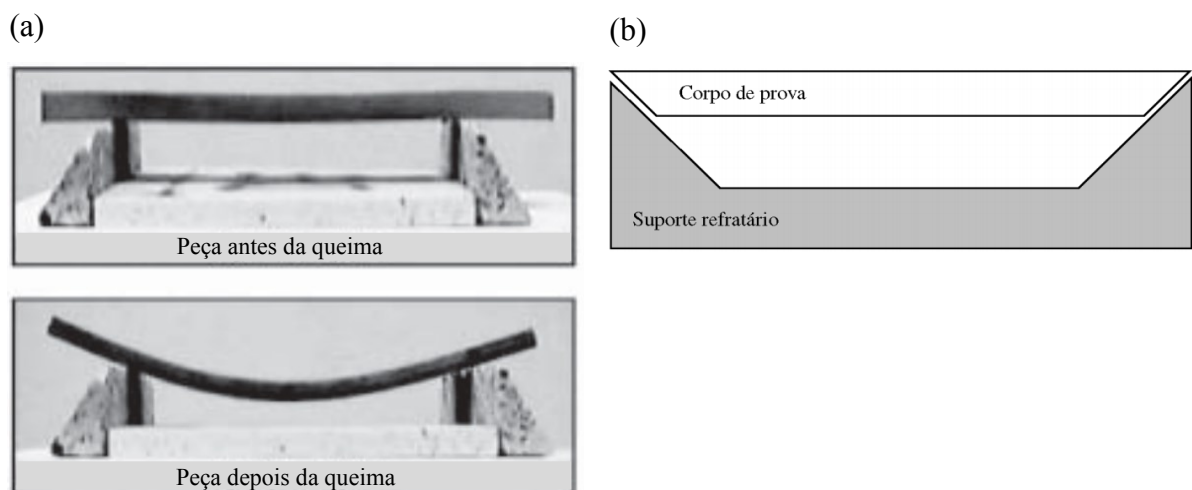 (a)
Peça antes da queima
Peça depois da queima
(b)
Corpo de prova
Suporte refratário